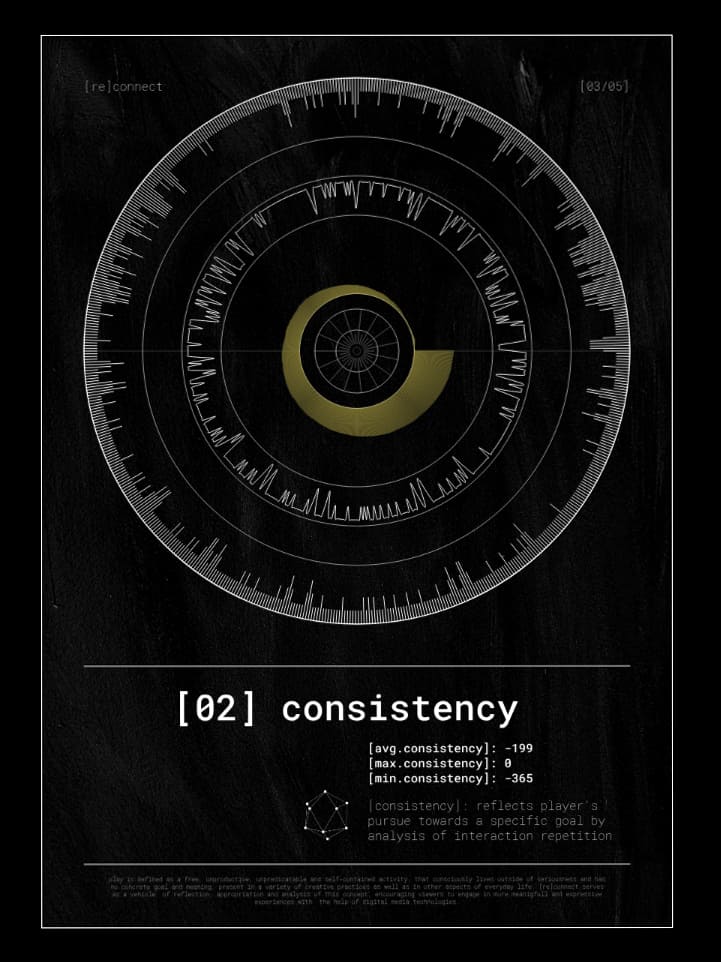 [re]connect
[03/05]
[02] consistency
[avg.consistency]: -199
[max.consistency]: 0
[min.consistency]: -365
|consistency|: reflects player's
pursue towards a specific goal by
analysis of interaction repetition
play is defined as a free, unproductive, unpredicatable and self-contained activity, that consciously lives outside of seriousness and has
no concrete goal and meaning, present in a variety of creative practices as well as in other aspects of everyday life. [re]connect serves
as a vehicle of reflection, appropriation and analysis of this concept, encouraging viewers to engage in more meanigfull and expressive
experiences with the help of digital media technologies.